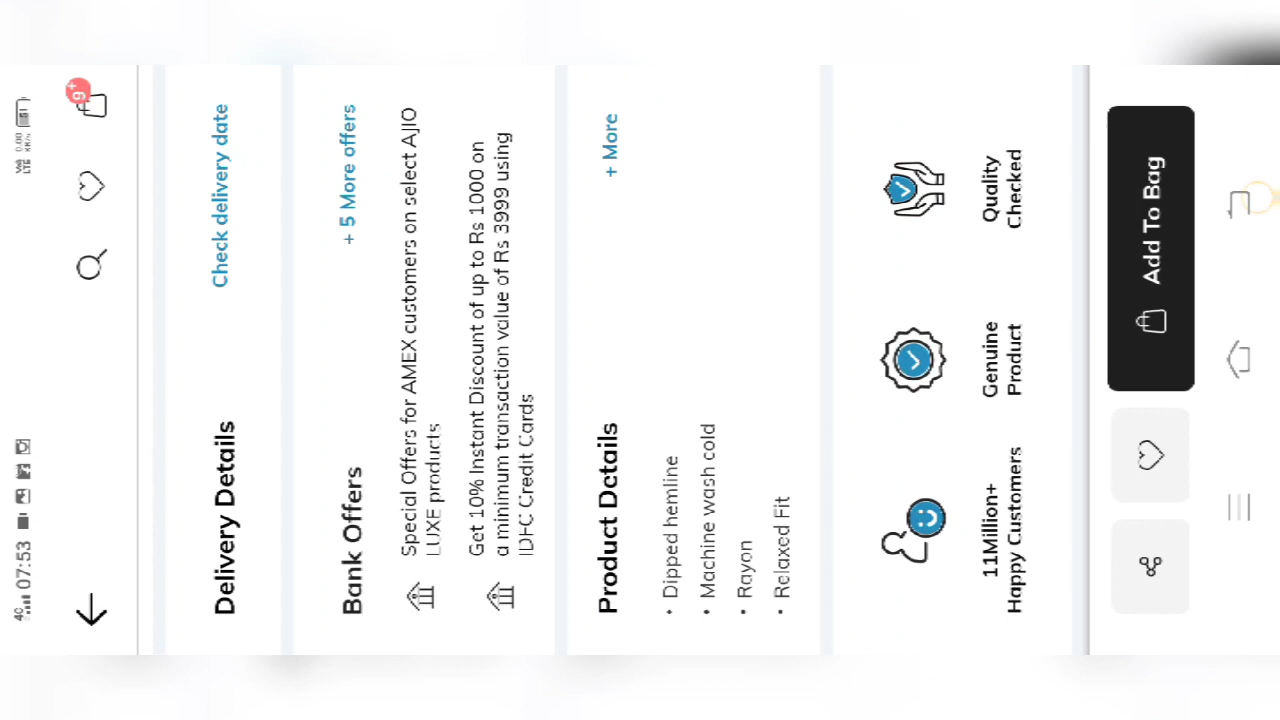 4G 07:53
9+
Delivery Details
Check delivery date
Bank Offers
+ 5 More offers
Special Offers for AMEX customers on select AJIO
LUXE products
Get 10% Instant Discount of up to Rs 1000 on
a minimum transaction value of Rs 3999 using
IDFC Credit Cards
Product Details
+ More
• Dipped hemline
• Machine wash cold
• Rayon
• Relaxed Fit
11Million+
Happy Customers
Genuine
Product
Quality
Checked
Add To Bag